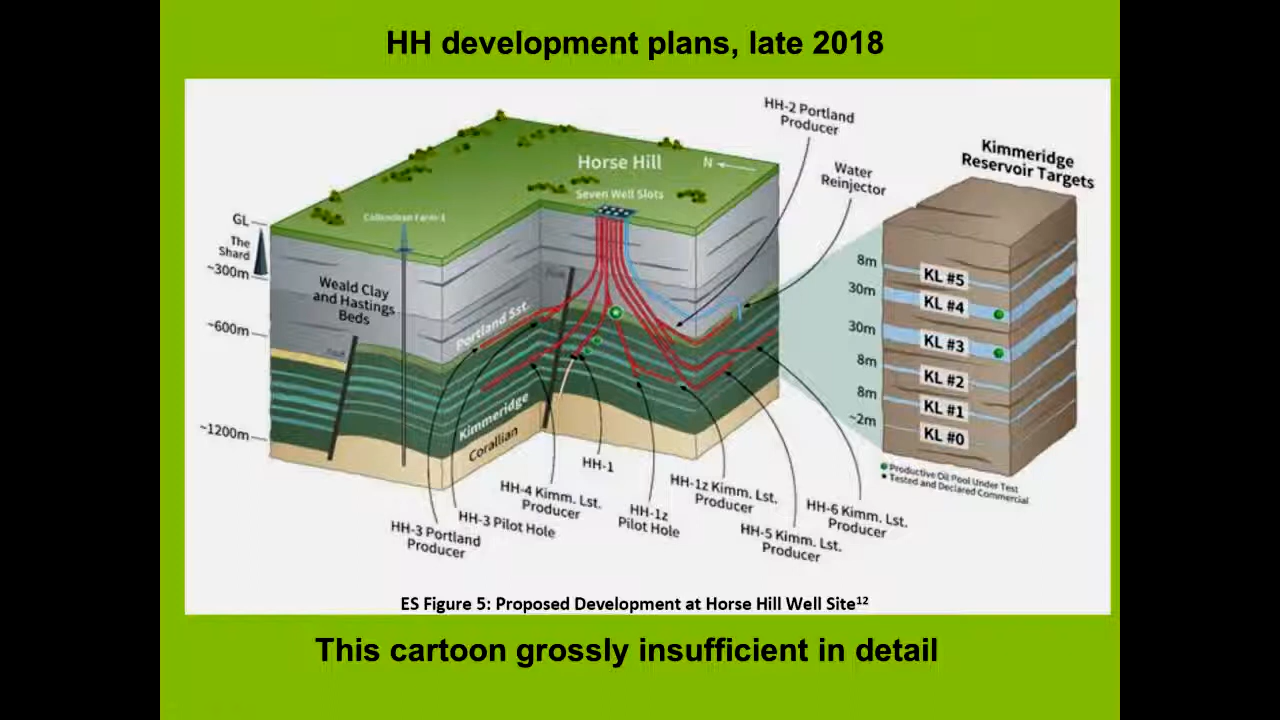 HH development plans, late 2018
HH-2 Portland
Producer
Water
Reinjector
Kimmeridge
Reservoir Targets
Horse Hill
N
Seven Well Slots
Collendean Farm-1
GL
The
Shard
~300m
~600m
~1200m
Weald Clay
and Hastings
Beds
Fault
Fault
Portland Sst.
Kimmeridge
Corallian
8m
KL #5
30m
KL #4
30m
KL #3
8m
KL #2
8m
KL #1
~2m
KL #0
Productive Oil Pool Under Test
Tested and Declared Commercial
HH-1
HH-4 Kimm. Lst.
Producer
HH-1z Kimm. Lst.
Producer
HH-3 Portland
Producer
HH-3 Pilot Hole
HH-1z
Pilot Hole
HH-5 Kimm. Lst.
Producer
HH-6 Kimm. Lst.
Producer
ES Figure 5: Proposed Development at Horse Hill Well Site¹²
This cartoon grossly insufficient in detail